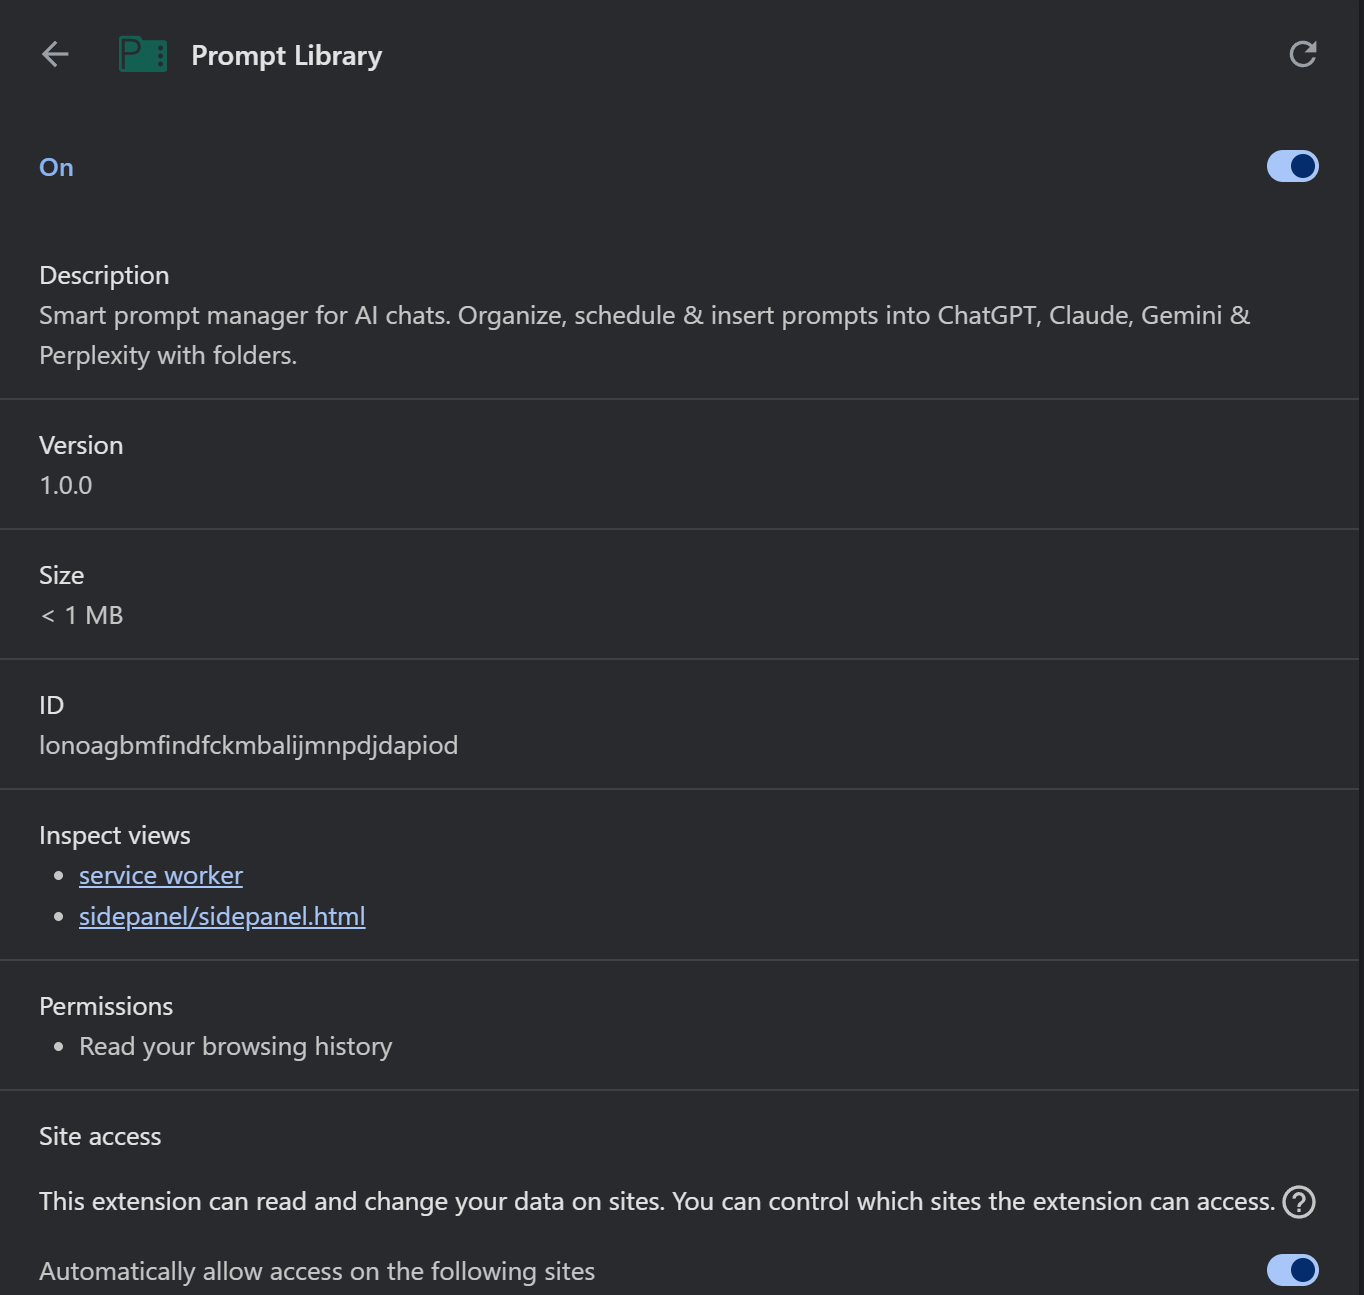 Prompt Library
On
Description
Smart prompt manager for AI chats. Organize, schedule & insert prompts into ChatGPT, Claude, Gemini &
Perplexity with folders.
Version
1.0.0
Size
< 1 MB
ID
lonoagbmfindfckmbalijmnpdjdapiod
Inspect views
service worker
sidepanel/sidepanel.html
Permissions
Read your browsing history
Site access
This extension can read and change your data on sites. You can control which sites the extension can access.
Automatically allow access on the following sites